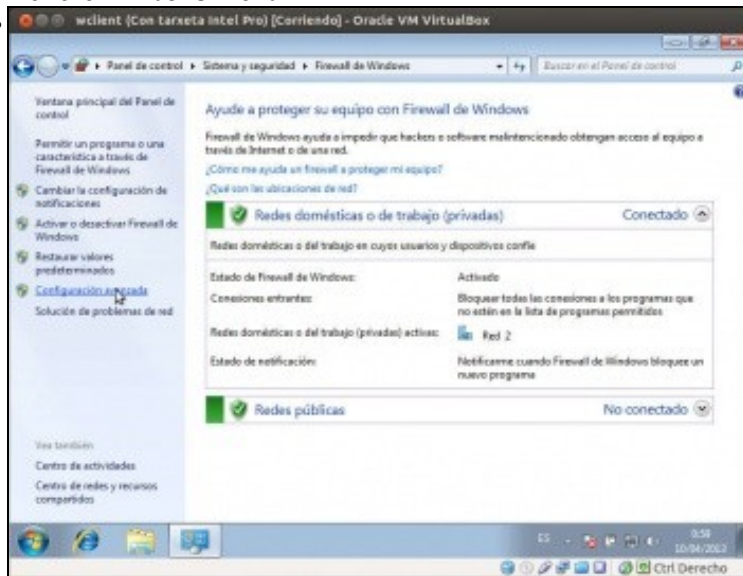 wclient (Con tarxeta Intel Pro) [Corriendo] - Oracle VM VirtualBox
Panel de control ▸ Sistema y seguridad ▸ Firewall de Windows
Buscar en el Panel de control
Ventana principal del Panel de
control
Permitir un programa o una
característica a través de
Firewall de Windows
Cambiar la configuración de
notificaciones
Activar o desactivar Firewall de
Windows
Restaurar valores
predeterminados
Configuración avanzada
Solución de problemas de red
Vea también
Centro de actividades
Centro de redes y recursos
compartidos
Ayude a proteger su equipo con Firewall de Windows
Firewall de Windows ayuda a impedir que hackers o software malintencionado obtengan acceso al equipo a
través de Internet o de una red.
¿Cómo me ayuda un firewall a proteger mi equipo?
¿Qué son las ubicaciones de red?
Redes domésticas o de trabajo (privadas)
Conectado
Redes domésticas o del trabajo en cuyos usuarios y dispositivos confíe
Estado de Firewall de Windows:
Activado
Conexiones entrantes:
Bloquear todas las conexiones a los programas que
no estén en la lista de programas permitidos
Redes domésticas o del trabajo (privadas) activas:
Red 2
Estado de notificación:
Notificarme cuando Firewall de Windows bloquee un
nuevo programa
Redes públicas
No conectado
ES
0:59
10/04/2013
Ctrl Derecho